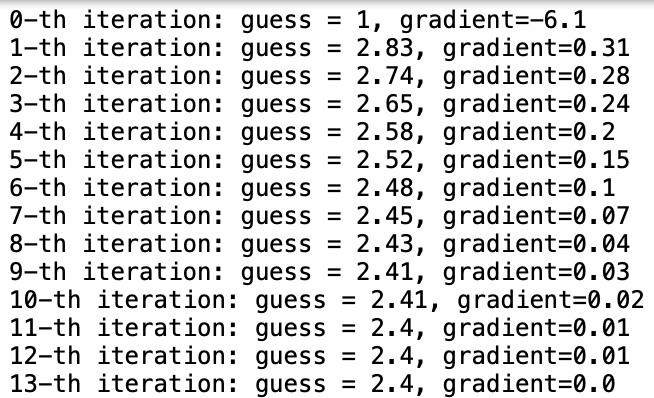 0-th iteration: guess = 1, gradient=-6.1
1-th iteration: guess = 2.83, gradient=0.31
2-th iteration: guess = 2.74, gradient=0.28
3-th iteration: guess = 2.65, gradient=0.24
4-th iteration: guess = 2.58, gradient=0.2
5-th iteration: guess = 2.52, gradient=0.15
6-th iteration: guess = 2.48, gradient=0.1
7-th iteration: guess = 2.45, gradient=0.07
8-th iteration: guess = 2.43, gradient=0.04
9-th iteration: guess = 2.41, gradient=0.03
10-th iteration: guess = 2.41, gradient=0.02
11-th iteration: guess = 2.4, gradient=0.01
12-th iteration: guess = 2.4, gradient=0.01
13-th iteration: guess = 2.4, gradient=0.0